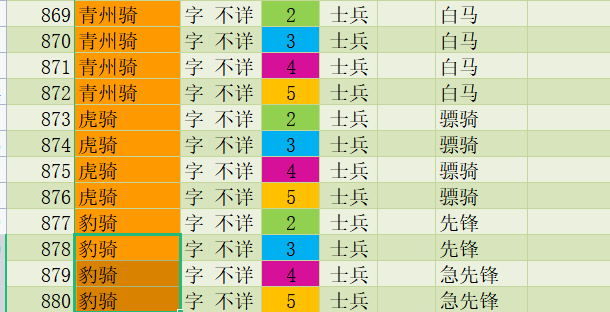 869 青州骑 字 不详 2 士兵 白马
870 青州骑 字 不详 3 士兵 白马
871 青州骑 字 不详 4 士兵 白马
872 青州骑 字 不详 5 士兵 白马
873 虎骑 字 不详 2 士兵 骠骑
874 虎骑 字 不详 3 士兵 骠骑
875 虎骑 字 不详 4 士兵 骠骑
876 虎骑 字 不详 5 士兵 骠骑
877 豹骑 字 不详 2 士兵 先锋
878 豹骑 字 不详 3 士兵 先锋
879 豹骑 字 不详 4 士兵 急先锋
880 豹骑 字 不详 5 士兵 急先锋